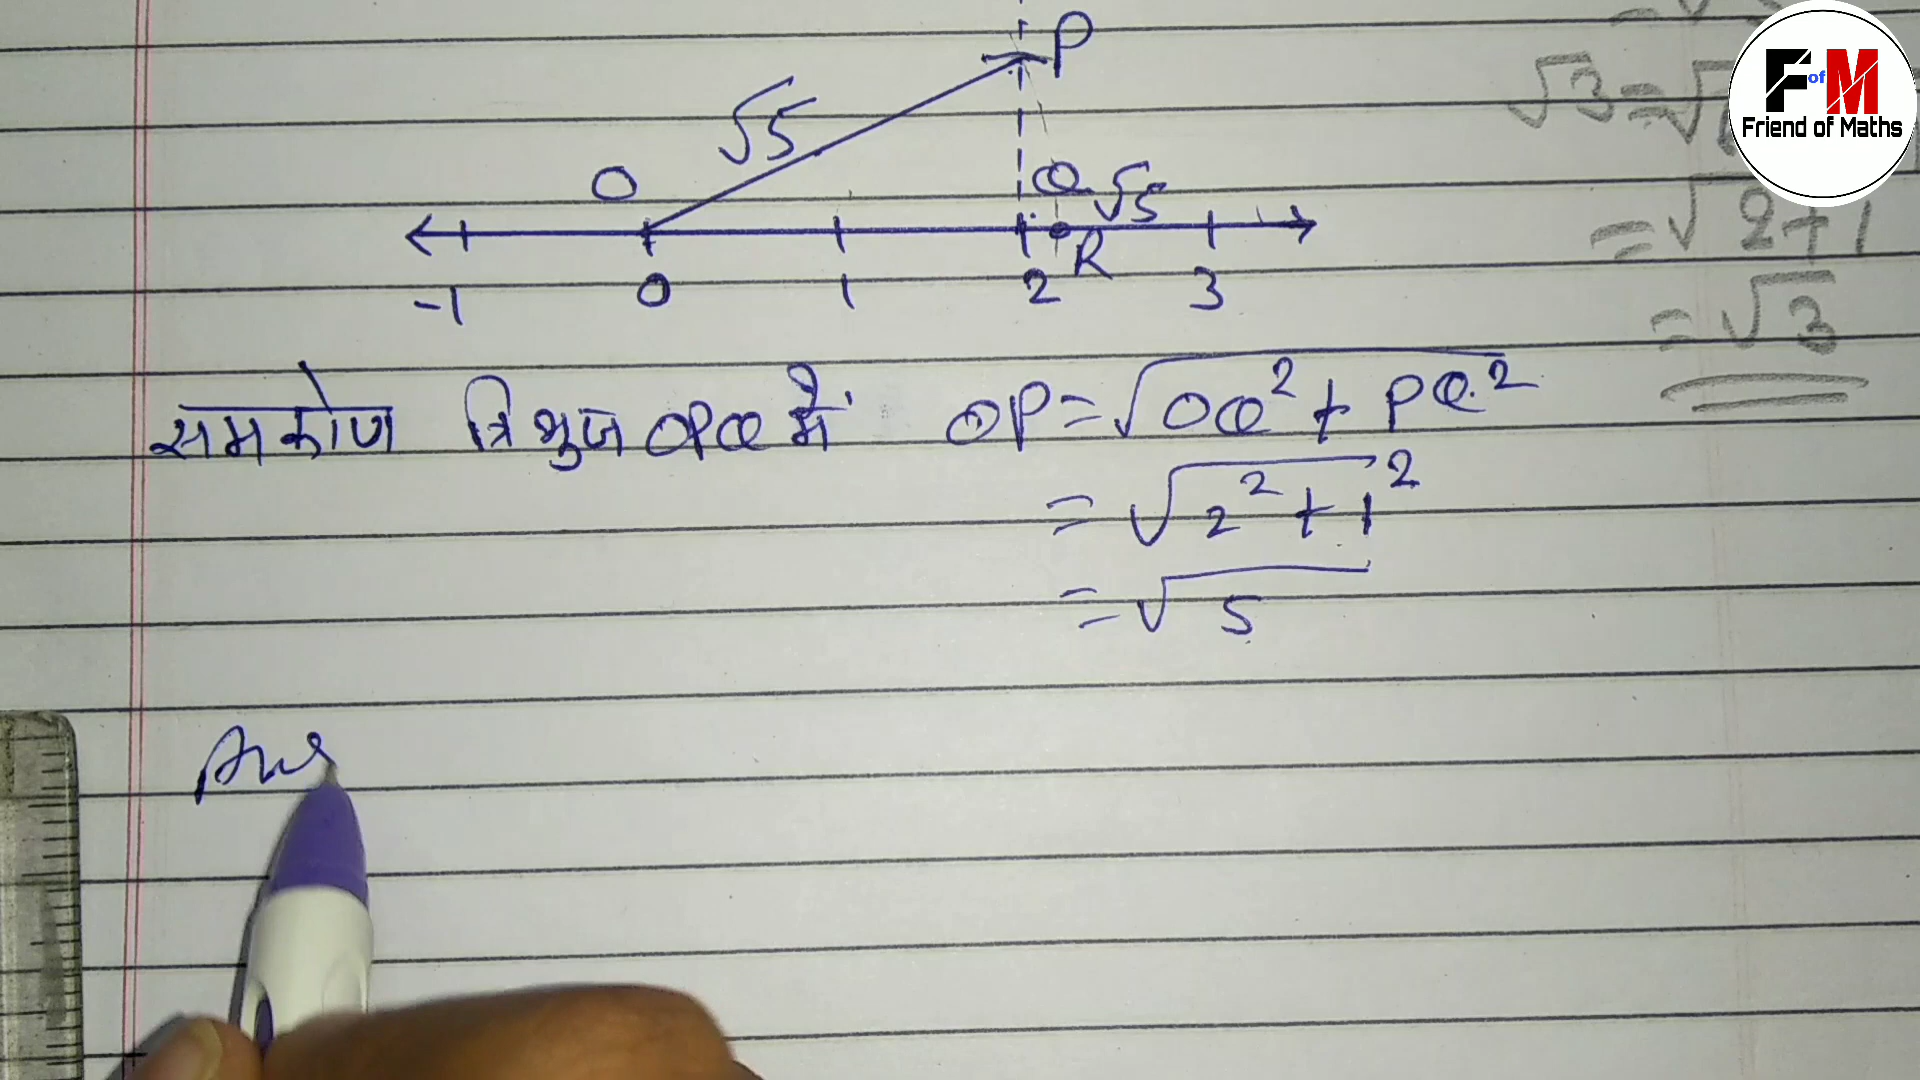 P
√5
O Q √5
R
-1 0 1 2 3
समकोण त्रिभुज OPQ में OP = √OQ² + PQ²
= √2² + 1²
= √5
Ans
√3 =
= √2+1
= √3
F of M
Friend of Maths